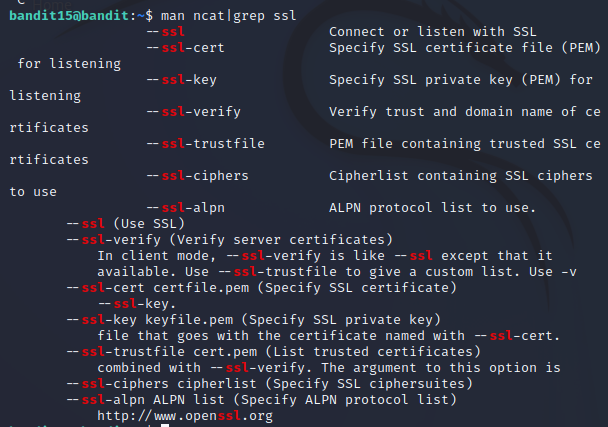 bandit15@bandit:~$ man ncat|grep ssl
--ssl Connect or listen with SSL
--ssl-cert Specify SSL certificate file (PEM)
for listening
--ssl-key Specify SSL private key (PEM) for
listening
--ssl-verify Verify trust and domain name of ce
rtificates
--ssl-trustfile PEM file containing trusted SSL ce
rtificates
--ssl-ciphers Cipherlist containing SSL ciphers
to use
--ssl-alpn ALPN protocol list to use.
--ssl (Use SSL)
--ssl-verify (Verify server certificates)
In client mode, --ssl-verify is like --ssl except that it
available. Use --ssl-trustfile to give a custom list. Use -v
--ssl-cert certfile.pem (Specify SSL certificate)
--ssl-key.
--ssl-key keyfile.pem (Specify SSL private key)
file that goes with the certificate named with --ssl-cert.
--ssl-trustfile cert.pem (List trusted certificates)
combined with --ssl-verify. The argument to this option is
--ssl-ciphers cipherlist (Specify SSL ciphersuites)
--ssl-alpn ALPN list (Specify ALPN protocol list)
http://www.openssl.org